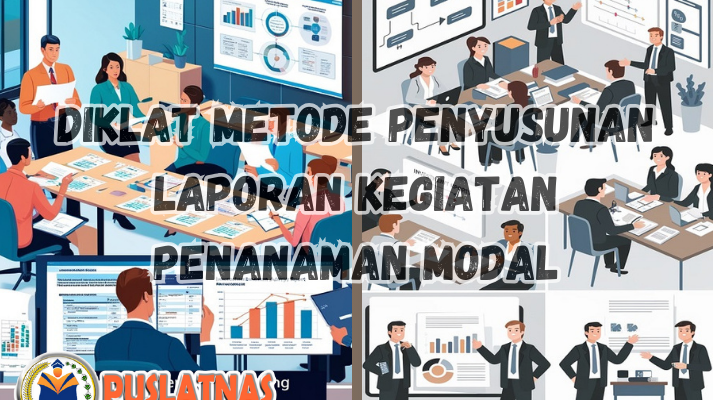 DIKLAT METODE PENYUSUNAN
LAPORAN KEGIATAN
PENANAMAN MODAL
PUSLATNAS